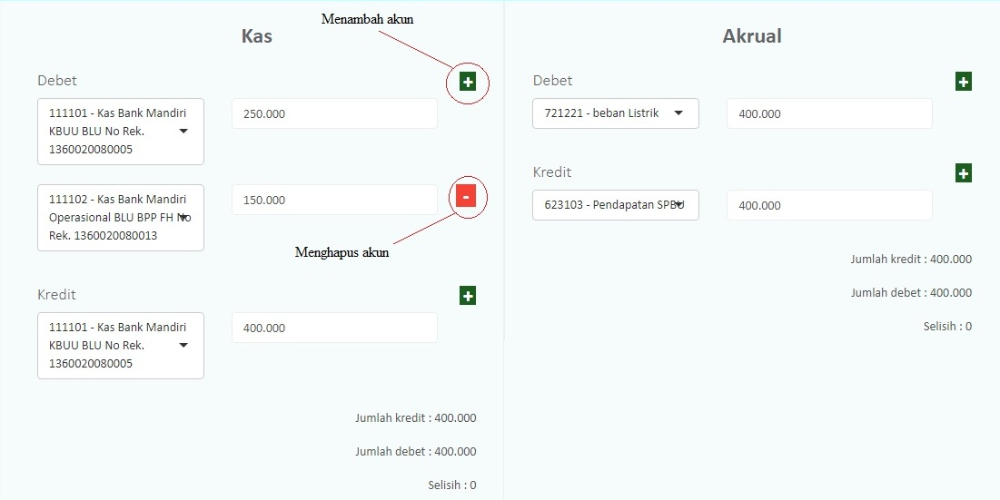 Menambah akun
Kas
Debet
+
111101 - Kas Bank Mandiri
KBUU BLU No Rek.
1360020080005
250.000
111102 - Kas Bank Mandiri
Operasional BLU BPP FH No
Rek. 1360020080013
150.000
-
Menghapus akun
Kredit
+
111101 - Kas Bank Mandiri
KBUU BLU No Rek.
1360020080005
400.000
Jumlah kredit : 400.000
Jumlah debet : 400.000
Selisih : 0
Akrual
Debet
+
721221 - beban Listrik
400.000
Kredit
+
623103 - Pendapatan SPBU
400.000
Jumlah kredit : 400.000
Jumlah debet : 400.000
Selisih : 0